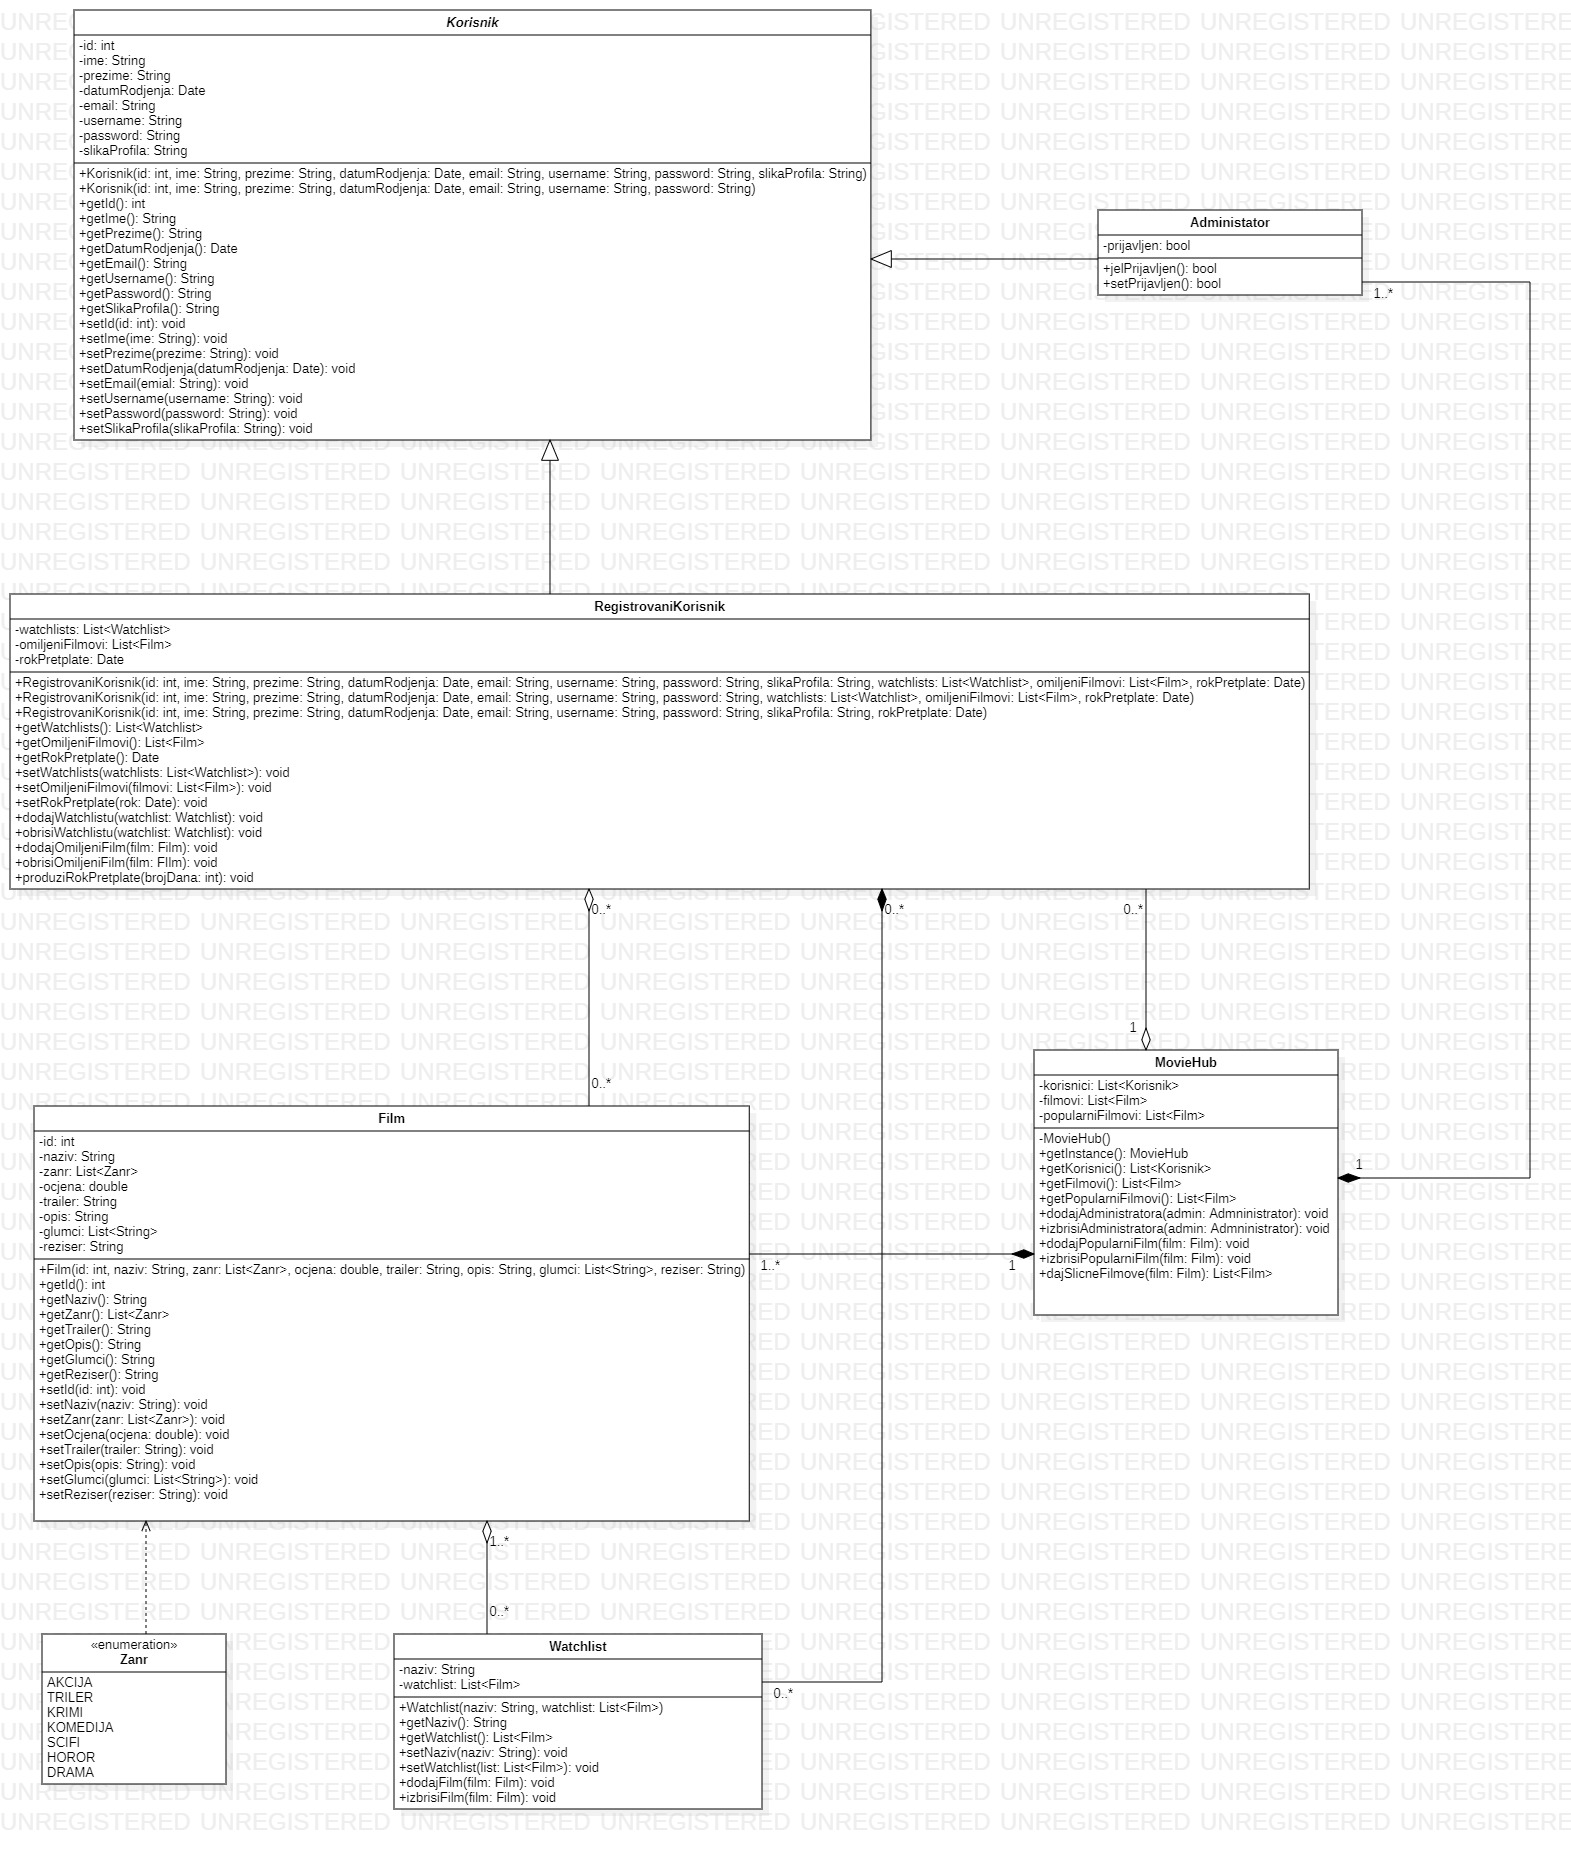 Korisnik
-id: int
-ime: String
-prezime: String
-datumRodjenja: Date
-email: String
-username: String
-password: String
-slikaProfila: String
+Korisnik(id: int, ime: String, prezime: String, datumRodjenja: Date, email: String, username: String, password: String, slikaProfila: String)
+Korisnik(id: int, ime: String, prezime: String, datumRodjenja: Date, email: String, username: String, password: String)
+getId(): int
+getIme(): String
+getPrezime(): String
+getDatumRodjenja(): Date
+getEmail(): String
+getUsername(): String
+getPassword(): String
+getSlikaProfila(): String
+setId(id: int): void
+setIme(ime: String): void
+setPrezime(prezime: String): void
+setDatumRodjenja(datumRodjenja: Date): void
+setEmail(emial: String): void
+setUsername(username: String): void
+setPassword(password: String): void
+setSlikaProfila(slikaProfila: String): void
Administator
-prijavljen: bool
+jelPrijavljen(): bool
+setPrijavljen(): bool
1..*
RegistrovaniKorisnik
-watchlists: List<Watchlist>
-omiljeniFilmovi: List<Film>
-rokPretplate: Date
+RegistrovaniKorisnik(id: int, ime: String, prezime: String, datumRodjenja: Date, email: String, username: String, password: String, slikaProfila: String, watchlists: List<Watchlist>, omiljeniFilmovi: List<Film>, rokPretplate: Date)
+RegistrovaniKorisnik(id: int, ime: String, prezime: String, datumRodjenja: Date, email: String, username: String, password: String, watchlists: List<Watchlist>, omiljeniFilmovi: List<Film>, rokPretplate: Date)
+RegistrovaniKorisnik(id: int, ime: String, prezime: String, datumRodjenja: Date, email: String, username: String, password: String, slikaProfila: String, rokPretplate: Date)
+getWatchlists(): List<Watchlist>
+getOmiljeniFilmovi(): List<Film>
+getRokPretplate(): Date
+setWatchlists(watchlists: List<Watchlist>): void
+setOmiljeniFilmovi(filmovi: List<Film>): void
+setRokPretplate(rok: Date): void
+dodajWatchlistu(watchlist: Watchlist): void
+obrisiWatchlistu(watchlist: Watchlist): void
+dodajOmiljeniFilm(film: Film): void
+obrisiOmiljeniFilm(film: FIlm): void
+produziRokPretplate(brojDana: int): void
0..*
0..*
0..*
1
0..*
MovieHub
-korisnici: List<Korisnik>
-filmovi: List<Film>
-popularniFilmovi: List<Film>
-MovieHub()
+getInstance(): MovieHub
+getKorisnici(): List<Korisnik>
+getFilmovi(): List<Film>
+getPopularniFilmovi(): List<Film>
+dodajAdministratora(admin: Admninistrator): void
+izbrisiAdministratora(admin: Admninistrator): void
+dodajPopularniFilm(film: Film): void
+izbrisiPopularniFilm(film: Film): void
+dajSlicneFilmove(film: Film): List<Film>
1
Film
-id: int
-naziv: String
-zanr: List<Zanr>
-ocjena: double
-trailer: String
-opis: String
-glumci: List<String>
-reziser: String
+Film(id: int, naziv: String, zanr: List<Zanr>, ocjena: double, trailer: String, opis: String, glumci: List<String>, reziser: String)
+getId(): int
+getNaziv(): String
+getZanr(): List<Zanr>
+getTrailer(): String
+getOpis(): String
+getGlumci(): String
+getReziser(): String
+setId(id: int): void
+setNaziv(naziv: String): void
+setZanr(zanr: List<Zanr>): void
+setOcjena(ocjena: double): void
+setTrailer(trailer: String): void
+setOpis(opis: String): void
+setGlumci(glumci: List<String>): void
+setReziser(reziser: String): void
1..*
1
1..*
0..*
«enumeration»
Zanr
AKCIJA
TRILER
KRIMI
KOMEDIJA
SCIFI
HOROR
DRAMA
Watchlist
-naziv: String
-watchlist: List<Film>
+Watchlist(naziv: String, watchlist: List<Film>)
+getNaziv(): String
+getWatchlist(): List<Film>
+setNaziv(naziv: String): void
+setWatchlist(list: List<Film>): void
+dodajFilm(film: Film): void
+izbrisiFilm(film: Film): void
0..*
UNREGISTERED